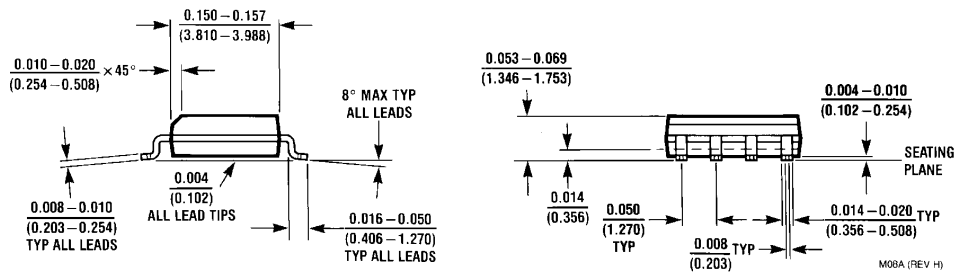 0.150 – 0.157
(3.810 – 3.988)
0.010 – 0.020 × 45°
(0.254 – 0.508)
8° MAX TYP
ALL LEADS
0.004
(0.102)
ALL LEAD TIPS
0.008 – 0.010
(0.203 – 0.254)
TYP ALL LEADS
0.016 – 0.050
(0.406 – 1.270)
TYP ALL LEADS
0.053 – 0.069
(1.346 – 1.753)
0.004 – 0.010
(0.102 – 0.254)
SEATING
PLANE
0.014
(0.356)
0.050
(1.270)
TYP
0.008 TYP
(0.203)
0.014 – 0.020 TYP
(0.356 – 0.508)
M08A (REV H)